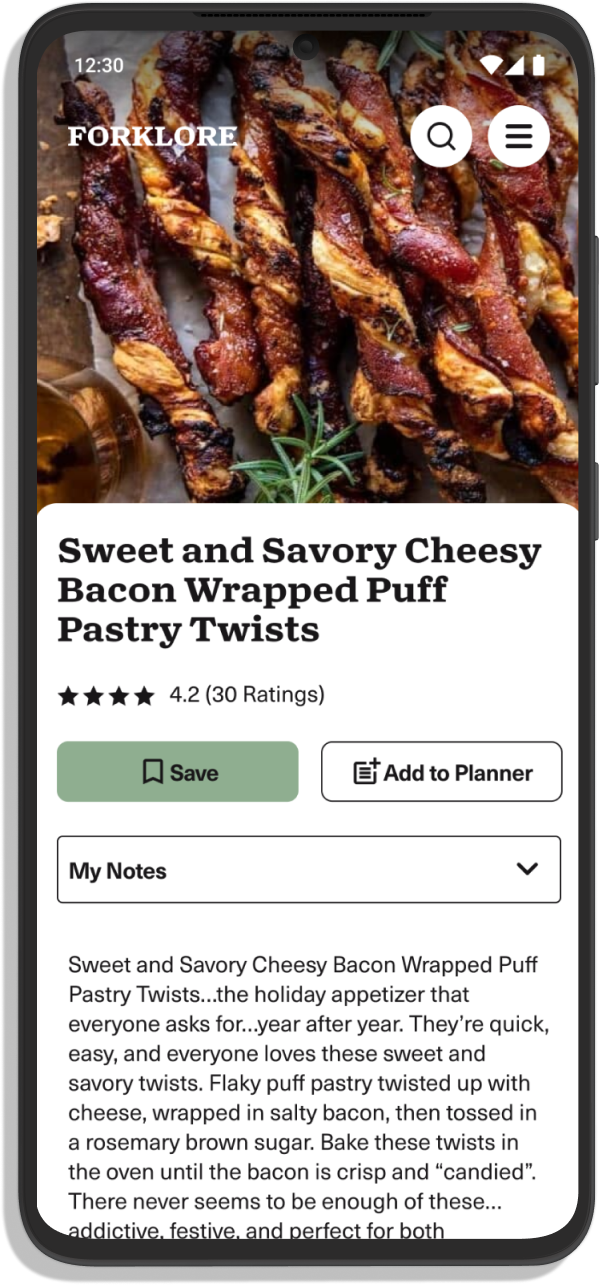 12:30
FORKLORE
Sweet and Savory Cheesy
Bacon Wrapped Puff
Pastry Twists
4.2 (30 Ratings)
Save
Add to Planner
My Notes
Sweet and Savory Cheesy Bacon Wrapped Puff
Pastry Twists...the holiday appetizer that
everyone asks for...year after year. They’re quick,
easy, and everyone loves these sweet and
savory twists. Flaky puff pastry twisted up with
cheese, wrapped in salty bacon, then tossed in
a rosemary brown sugar. Bake these twists in
the oven until the bacon is crisp and “candied”.
There never seems to be enough of these...
addictive, festive, and perfect for both